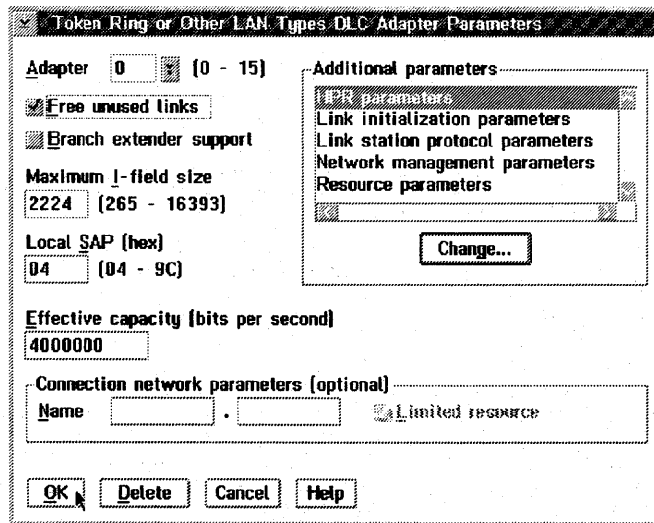 Token Ring or Other LAN Types DLC Adapter Parameters
Adapter 0 (0 - 15)
Free unused links
Branch extender support
Maximum I-field size
2224 (265 - 16393)
Local SAP (hex)
04 (04 - 9C)
Additional parameters
HPR parameters
Link initialization parameters
Link station protocol parameters
Network management parameters
Resource parameters
Change...
Effective capacity (bits per second)
4000000
Connection network parameters (optional)
Name . Limited resource
OK Delete Cancel Help